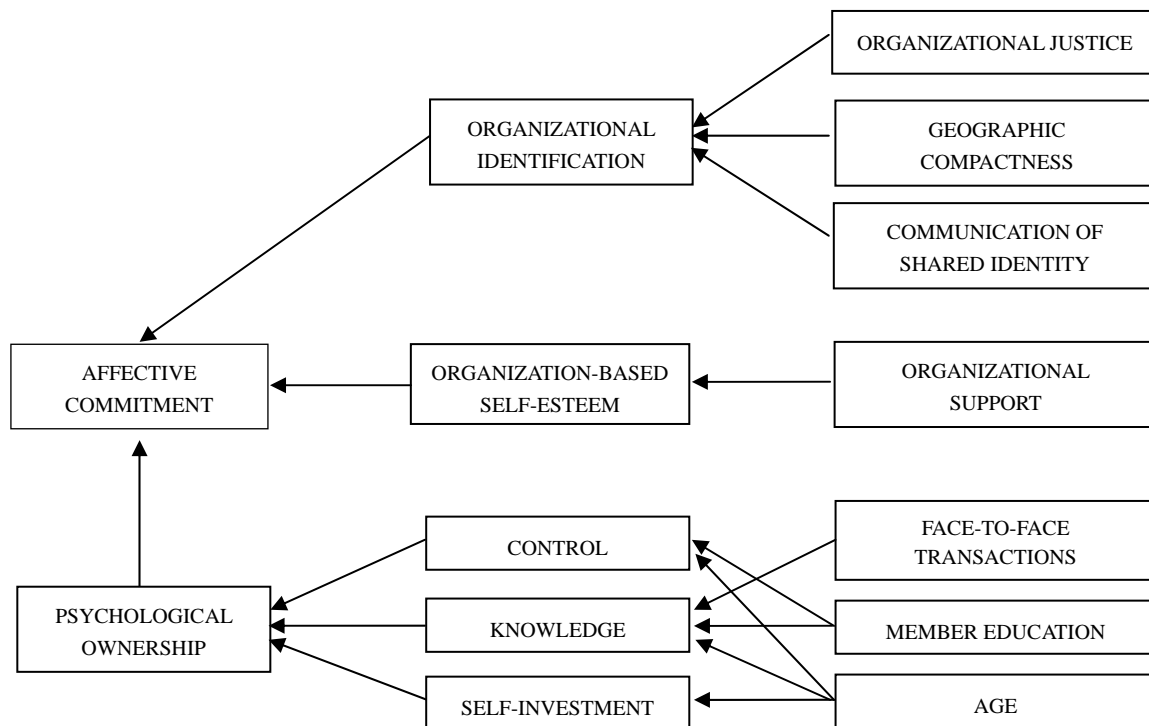 ORGANIZATIONAL JUSTICE
ORGANIZATIONAL
IDENTIFICATION
GEOGRAPHIC
COMPACTNESS
COMMUNICATION OF
SHARED IDENTITY
AFFECTIVE
COMMITMENT
ORGANIZATION-BASED
SELF-ESTEEM
ORGANIZATIONAL
SUPPORT
FACE-TO-FACE
TRANSACTIONS
CONTROL
PSYCHOLOGICAL
OWNERSHIP
KNOWLEDGE
MEMBER EDUCATION
SELF-INVESTMENT
AGE